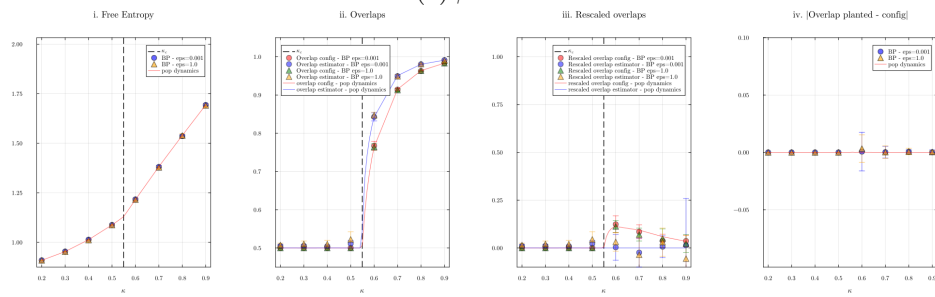 i. Free Entropy
2.00
1.75
1.50
1.25
1.00
0.2 0.3 0.4 0.5 0.6 0.7 0.8 0.9
BP - eps=0.001
BP - eps=1.0
pop dynamics
ii. Overlaps
1.0
0.9
0.8
0.7
0.6
0.5
0.2 0.3 0.4 0.5 0.6 0.7 0.8 0.9
κ
κc
Overlap config - BP eps=0.001
Overlap estimator - BP eps=0.001
Overlap config - BP eps=1.0
Overlap estimator - BP eps=1.0
overlap config - pop dynamics
overlap estimator - pop dynamics
iii. Rescaled overlaps
1.00
0.75
0.50
0.25
0.00
0.2 0.3 0.4 0.5 0.6 0.7 0.8 0.9
κ
κc
Rescaled overlap config - BP eps=0.001
Rescaled overlap estimator - BP eps=0.001
Rescaled overlap config - BP eps=1.0
Rescaled overlap estimator - BP eps=1.0
rescaled overlap config - pop dynamics
rescaled overlap estimator - pop dynamics
iv. |Overlap planted - config|
0.10
0.05
0.00
−0.05
0.2 0.3 0.4 0.5 0.6 0.7 0.8 0.9
κ
BP - eps=0.001
BP - eps=1.0
pop dynamics